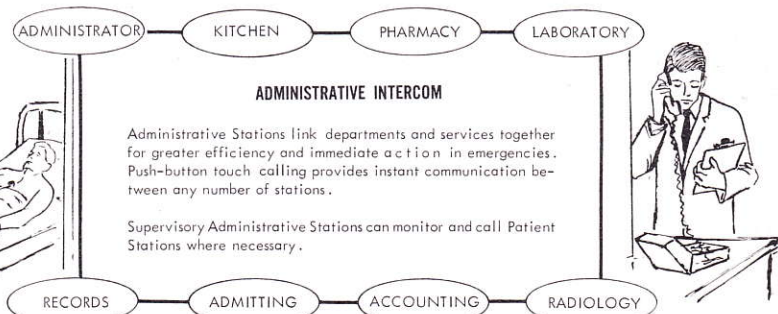 ADMINISTRATOR KITCHEN PHARMACY LABORATORY
ADMINISTRATIVE INTERCOM
Administrative Stations link departments and services together
for greater efficiency and immediate action in emergencies.
Push-button touch calling provides instant communication be-
tween any number of stations.
Supervisory Administrative Stations can monitor and call Patient
Stations where necessary.
RECORDS ADMITTING ACCOUNTING RADIOLOGY